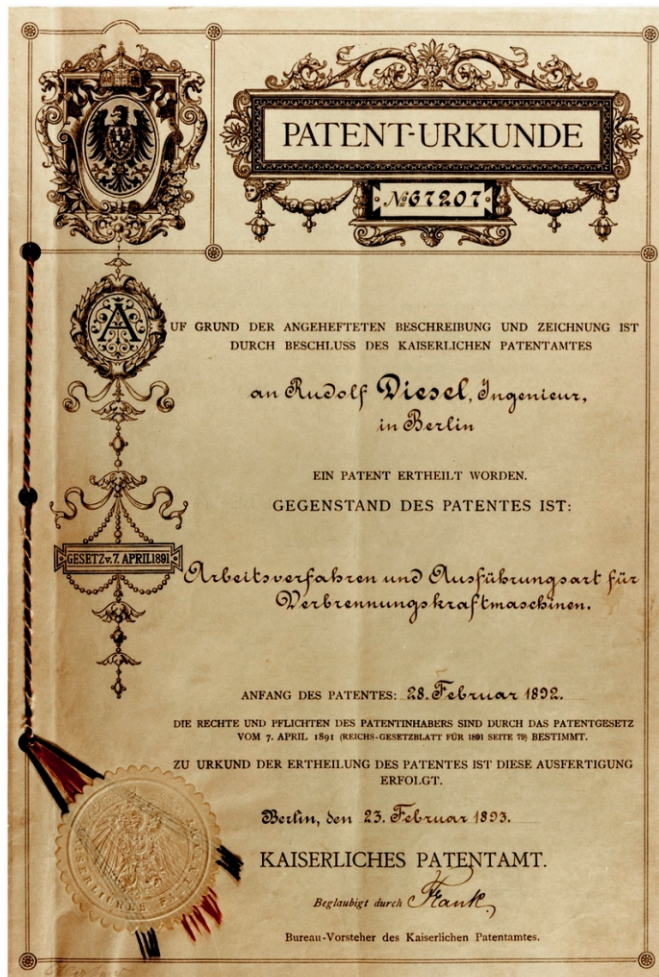 PATENT-URKUNDE
No 67207
AUF GRUND DER ANGEHEFTETEN BESCHREIBUNG UND ZEICHNUNG IST
DURCH BESCHLUSS DES KAISERLICHEN PATENTAMTES
an Rudolf Diesel, Ingenieur,
in Berlin
EIN PATENT ERTHEILT WORDEN.
GEGENSTAND DES PATENTES IST:
GESETZ v. 7. APRIL 1891
Arbeitsverfahren und Ausführungsart für
Verbrennungskraftmaschinen.
ANFANG DES PATENTES: 28. Februar 1892.
DIE RECHTE UND PFLICHTEN DES PATENTINHABERS SIND DURCH DAS PATENTGESETZ
VOM 7. APRIL 1891 (REICHS-GESETZBLATT FÜR 1891 SEITE 79) BESTIMMT.
ZU URKUND DER ERTHEILUNG DES PATENTES IST DIESE AUSFERTIGUNG
ERFOLGT.
Berlin, den 23. Februar 1893.
KAISERLICHES PATENTAMT.
Beglaubigt durch Frank,
Bureau-Vorsteher des Kaiserlichen Patentamtes.
KAISERLICHES PATENTAMT